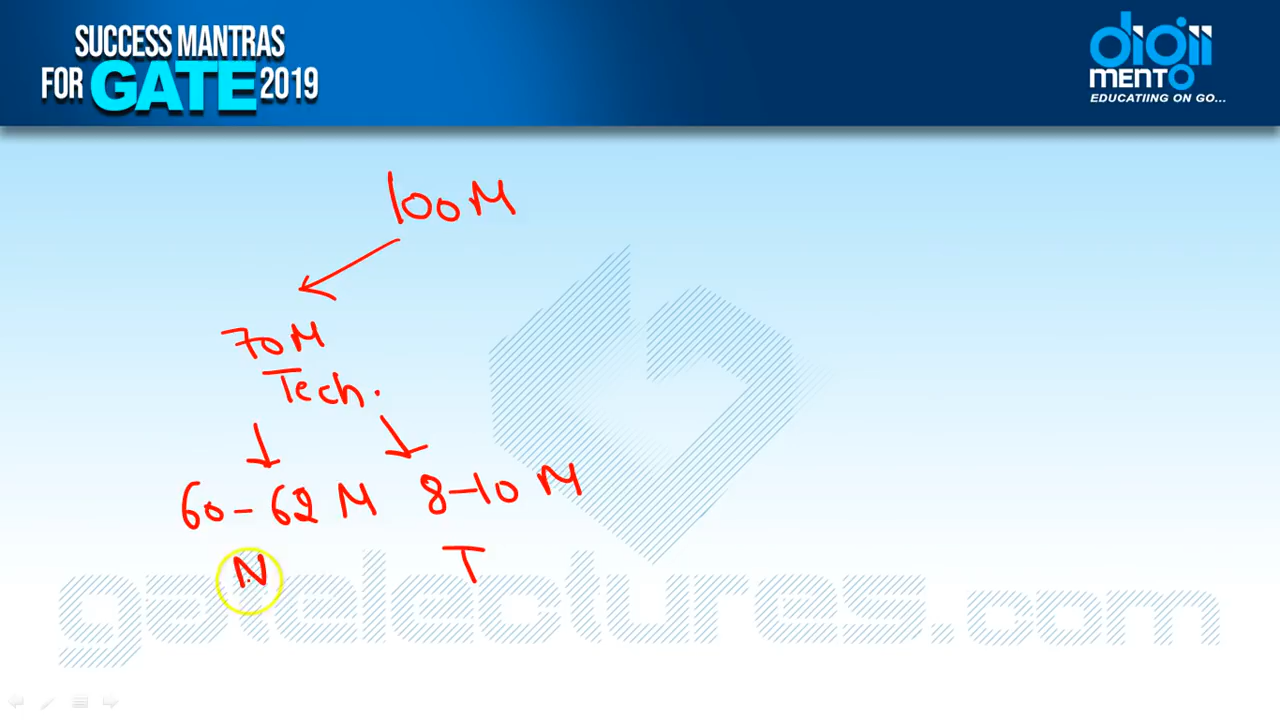 SUCCESS MANTRAS
FOR GATE 2019
digii
MENTO
EDUCATIING ON GO...
100M
70M
Tech.
60-62 M 8-10 M
N T
gatelectures.com